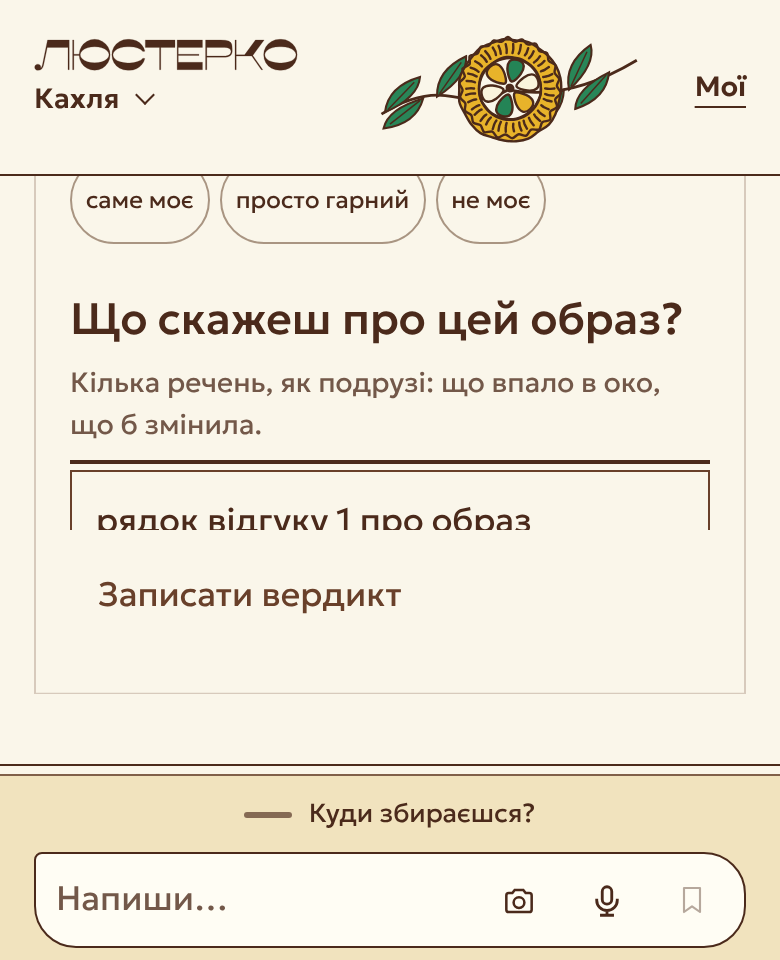 ЛЮСТЕРКО
Кахля
Мої
саме моє
просто гарний
не моє
Що скажеш про цей образ?
Кілька речень, як подрузі: що впало в око,
що б змінила.
рядок відгуку 1 про образ
Записати вердикт
Куди збираєшся?
Напиши...